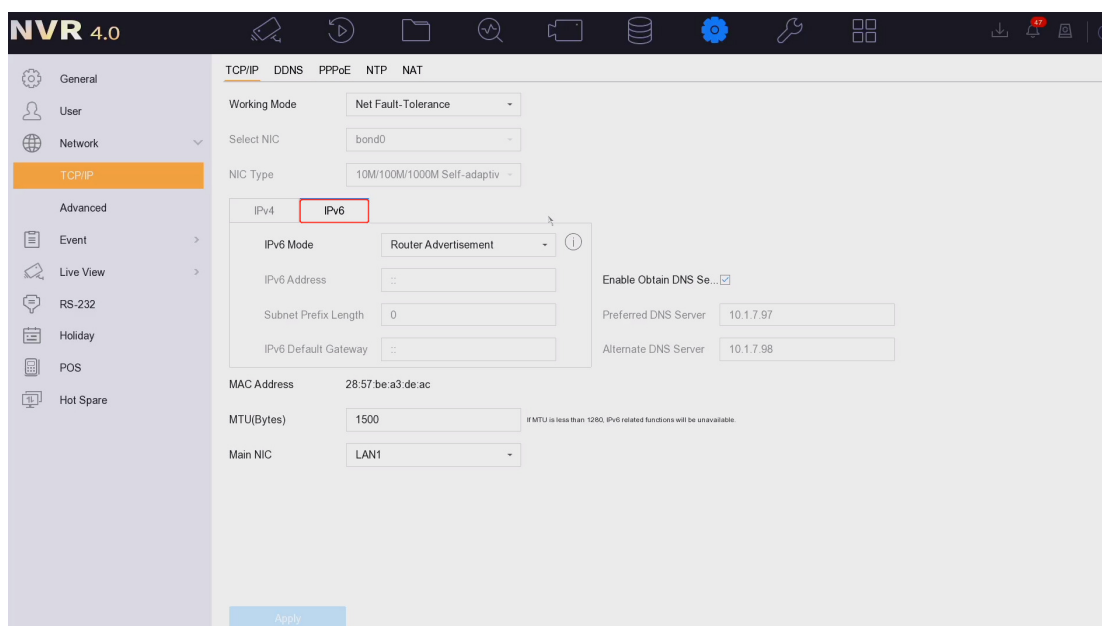 NVR 4.0
47
General
User
Network
TCP/IP
Advanced
Event
Live View
RS-232
Holiday
POS
Hot Spare
TCP/IP DDNS PPPoE NTP NAT
Working Mode Net Fault-Tolerance
Select NIC bond0
NIC Type 10M/100M/1000M Self-adaptiv
IPv4 IPv6
IPv6 Mode Router Advertisement
IPv6 Address :: Enable Obtain DNS Se...
Subnet Prefix Length 0 Preferred DNS Server 10.1.7.97
IPv6 Default Gateway :: Alternate DNS Server 10.1.7.98
MAC Address 28:57:be:a3:de:ac
MTU(Bytes) 1500 If MTU is less than 1280, IPv6 related functions will be unavailable.
Main NIC LAN1
Apply